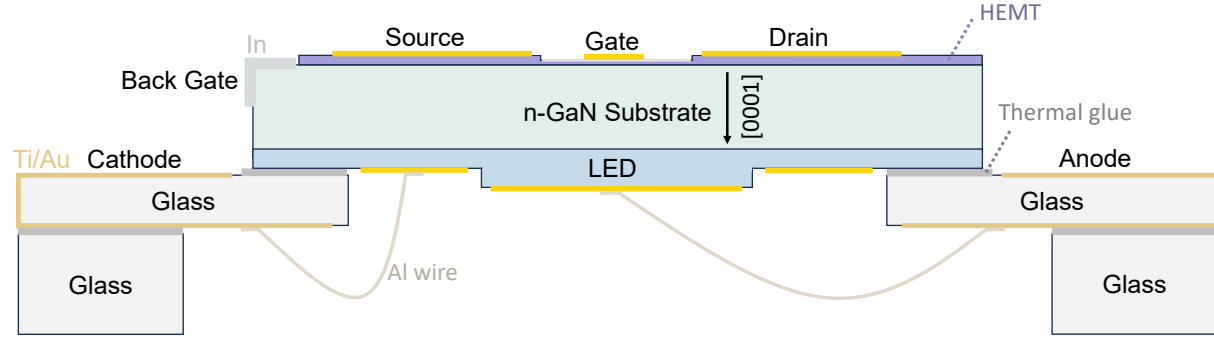 HEMT
In
Source
Gate
Drain
Back Gate
n-GaN Substrate
[0001]
Thermal glue
Ti/Au
Cathode
LED
Anode
Glass
Glass
Al wire
Glass
Glass